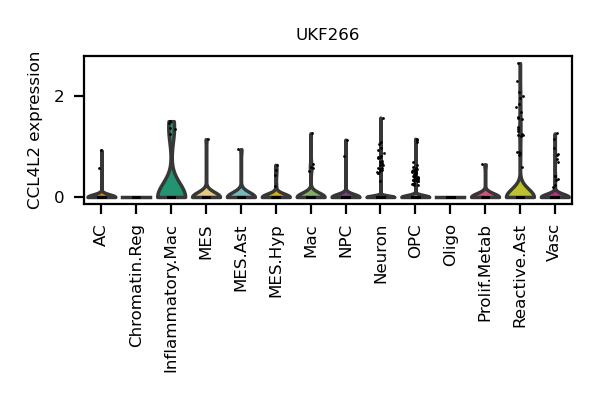 UKF266
CCL4L2 expression
2
0
AC
Chromatin.Reg
Inflammatory.Mac
MES
MES.Ast
MES.Hyp
Mac
NPC
Neuron
OPC
Oligo
Prolif.Metab
Reactive.Ast
Vasc